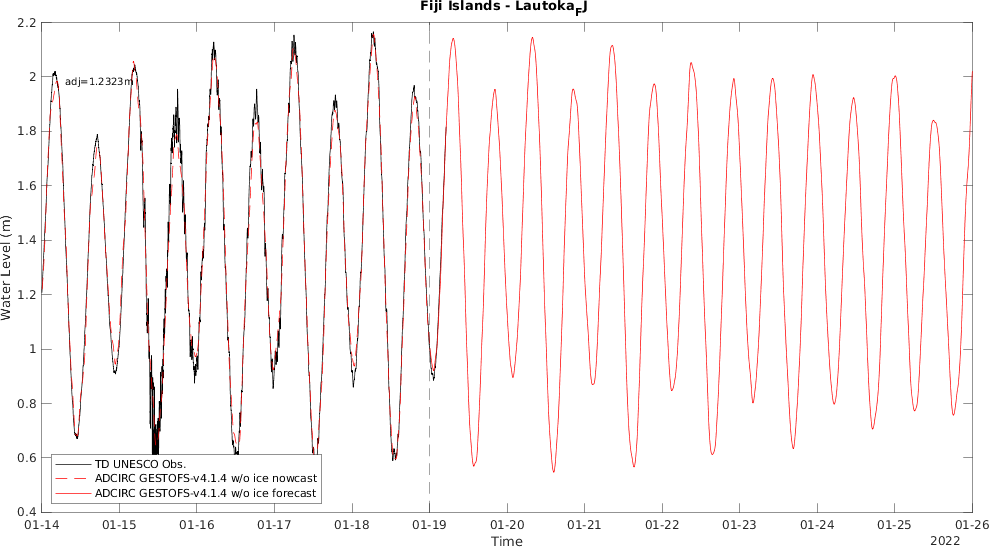 Fiji Islands - Lautoka_FJ
2.2
2
1.8
1.6
1.4
1.2
1
0.8
0.6
0.4
Water Level (m)
adj=1.2323m
TD UNESCO Obs.
ADCIRC GESTOFS-v4.1.4 w/o ice nowcast
ADCIRC GESTOFS-v4.1.4 w/o ice forecast
01-14 01-15 01-16 01-17 01-18 01-19 01-20 01-21 01-22 01-23 01-24 01-25 01-26
Time
2022